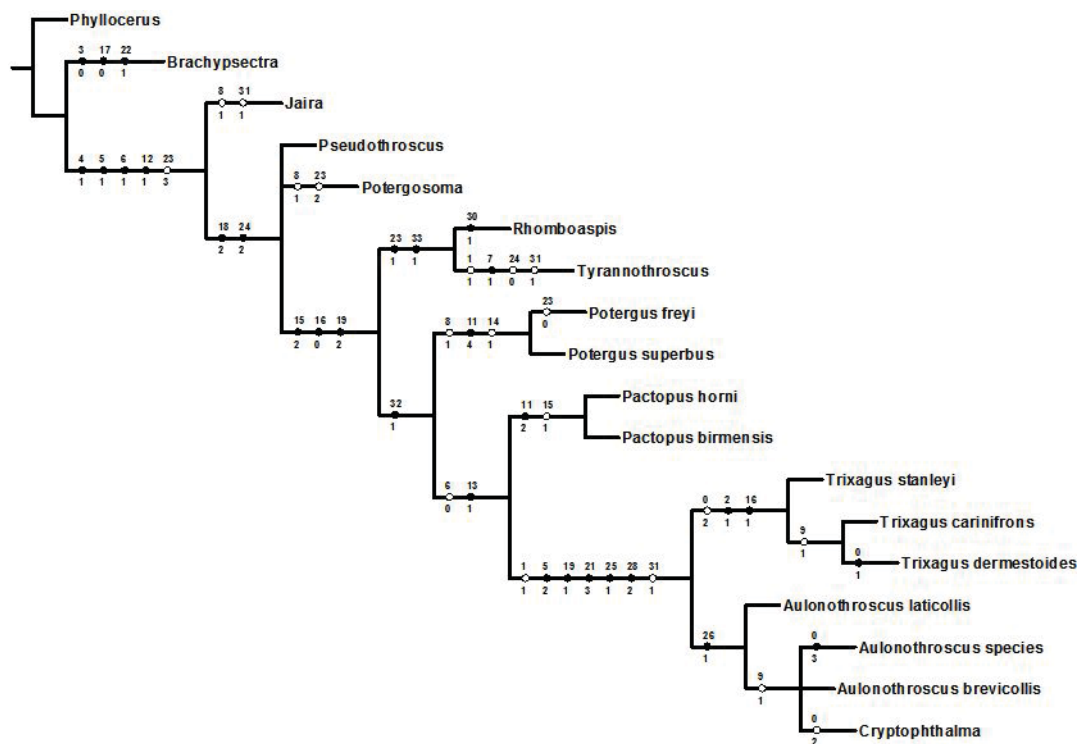 Phyllocerus
3 17 22
Brachypsectra
0 0 1
8 31
Jaira
1 1
Pseudothroscus
4 5 6 12 23
1 1 1 1 3
8 23
Potergosoma
1 2
30
Rhomboaspis
1
18 24
2 2
23 33
1 1
1 7 24 31
Tyrannothroscus
1 1 0 1
23
Potergus freyi
0
15 16 19
2 0 2
8 11 14
1 4 1
Potergus superbus
Pactopus horni
32
1
11 15
2 1
Pactopus birmensis
Trixagus stanleyi
6 13
0 1
0 2 16
2 1 1
Trixagus carinifrons
9
1
0
Trixagus dermestoides
1
1 5 19 21 25 28 31
1 2 1 3 1 2 1
Aulonothroscus laticollis
26
1
0
Aulonothroscus species
3
9
1
Aulonothroscus brevicollis
0
Cryptophthalma
2